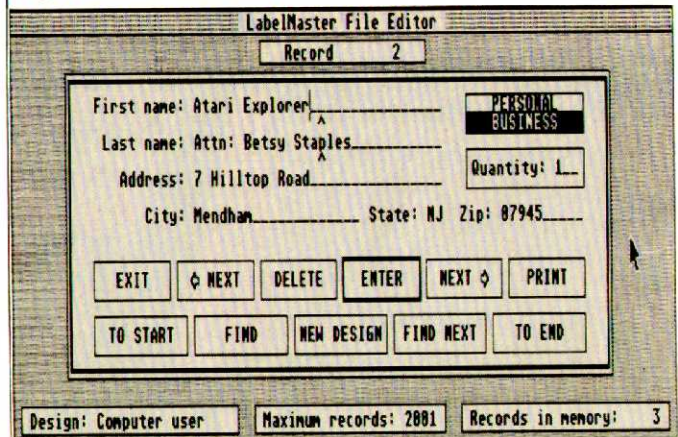 LabelMaster File Editor
Record 2
First name: Atari Explorer
PERSONAL
BUSINESS
Last name: Attn: Betsy Staples
Quantity: 1
Address: 7 Hilltop Road
City: Mendham State: NJ Zip: 07945
EXIT NEXT DELETE ENTER NEXT PRINT
TO START FIND NEW DESIGN FIND NEXT TO END
Design: Computer user Maximum records: 2001 Records in memory: 3